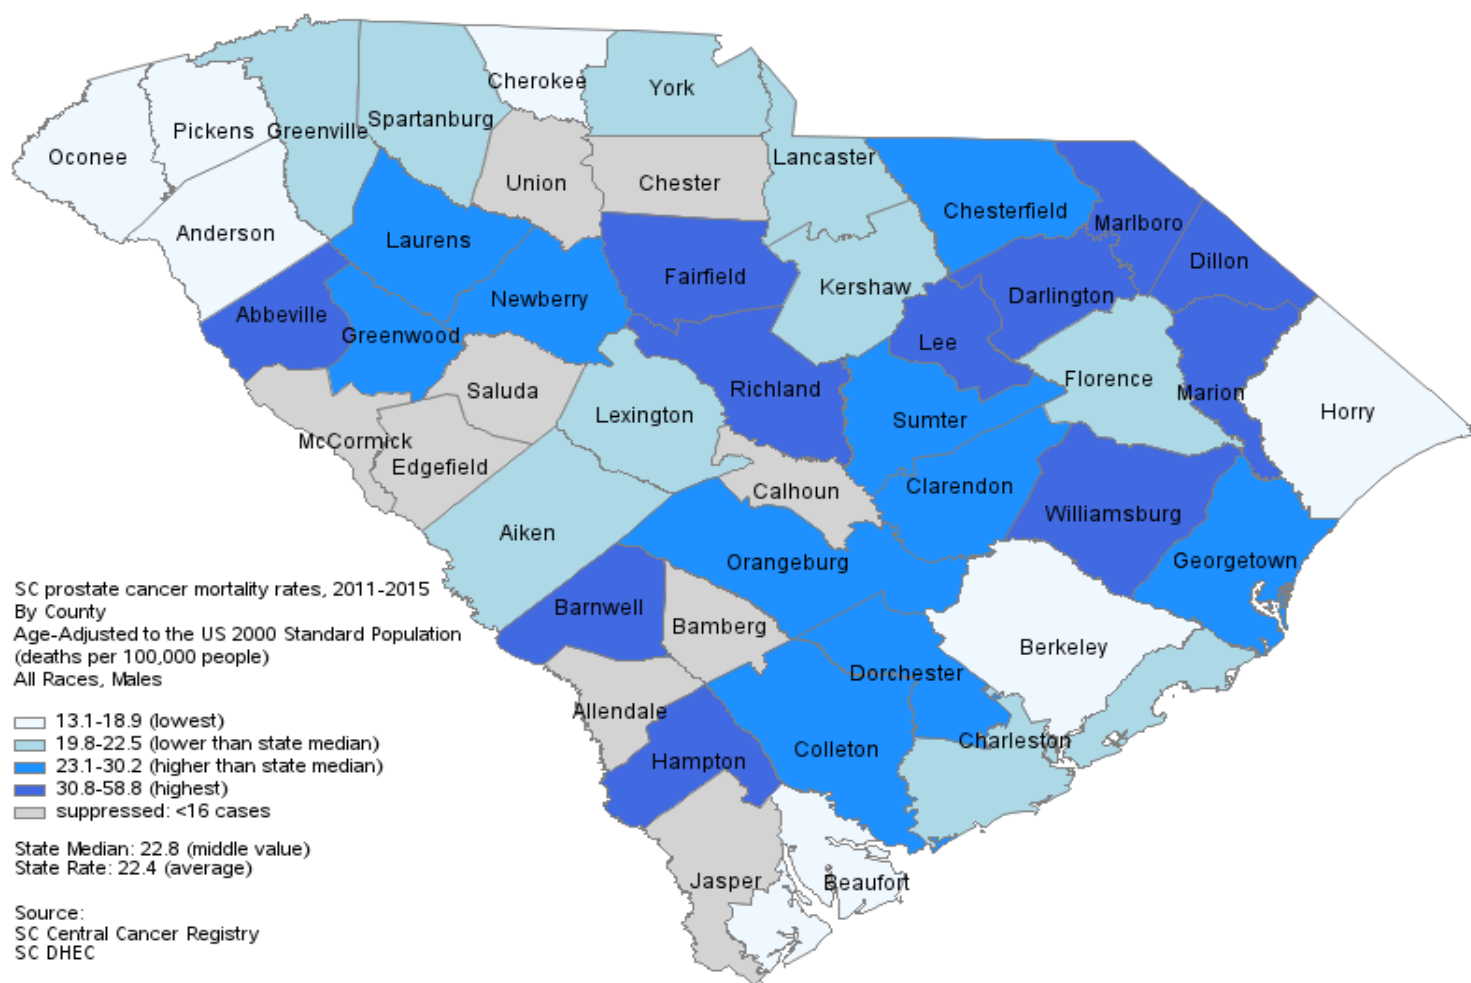 Cherokee
York
Pickens
Greenville
Spartanburg
Oconee
Lancaster
Union
Chester
Anderson
Laurens
Chesterfield
Marlboro
Dillon
Fairfield
Kershaw
Newberry
Darlington
Abbeville
Greenwood
Lee
Saluda
Richland
Florence
Marion
Lexington
Sumter
Horry
McCormick
Edgefield
Calhoun
Clarendon
Williamsburg
Aiken
Orangeburg
Georgetown
Barnwell
Bamberg
Berkeley
Dorchester
Allendale
Charleston
Hampton
Colleton
Jasper
Beaufort
SC prostate cancer mortality rates, 2011-2015
By County
Age-Adjusted to the US 2000 Standard Population
(deaths per 100,000 people)
All Races, Males
13.1-18.9 (lowest)
19.8-22.5 (lower than state median)
23.1-30.2 (higher than state median)
30.8-58.8 (highest)
suppressed: <16 cases
State Median: 22.8 (middle value)
State Rate: 22.4 (average)
Source:
SC Central Cancer Registry
SC DHEC